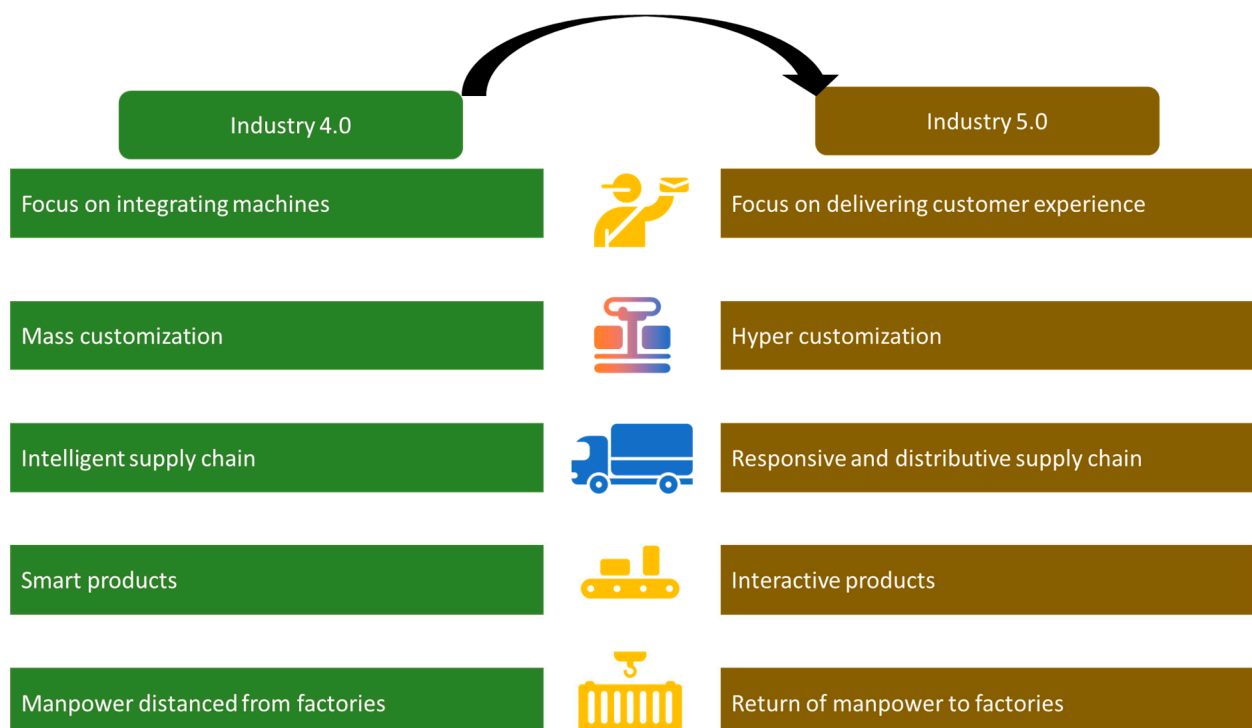 Industry 4.0
Industry 5.0
Focus on integrating machines
Focus on delivering customer experience
Mass customization
Hyper customization
Intelligent supply chain
Responsive and distributive supply chain
Smart products
Interactive products
Manpower distanced from factories
Return of manpower to factories